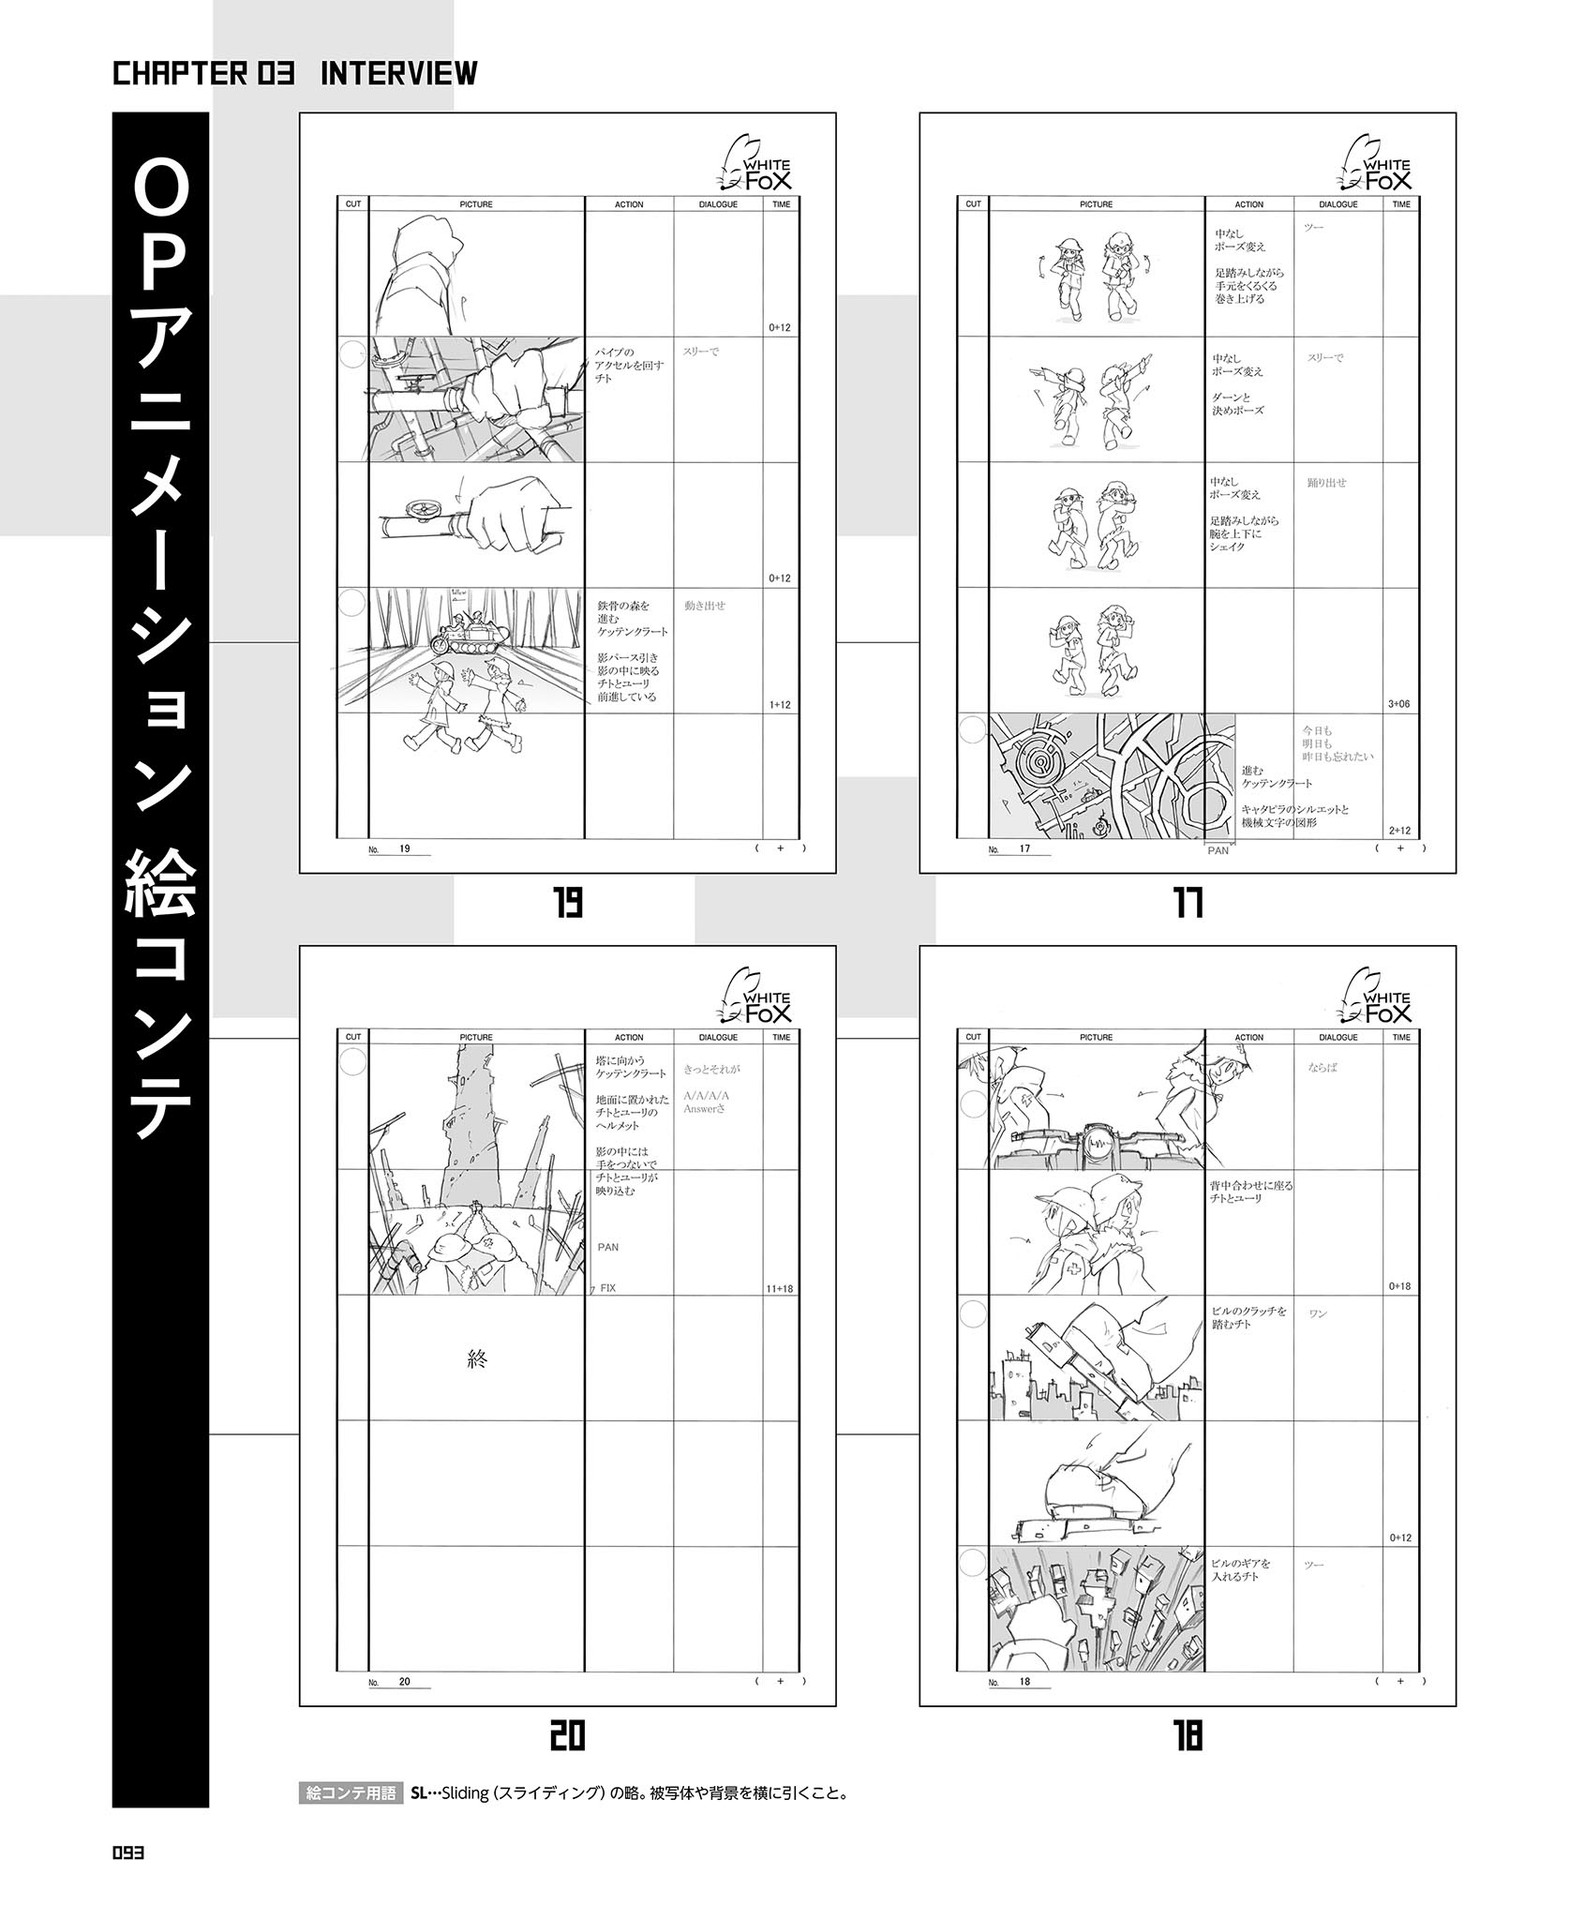 CHAPTER 03 INTERVIEW
OPアニメーション 絵コンテ
WHITE
FOX
CUT PICTURE ACTION DIALOGUE TIME
中なし
ポーズ変え
足踏みしながら
手元をくるくる
巻き上げる
ツー
中なし
ポーズ変え
ダーンと
決めポーズ
スリーで
中なし
ポーズ変え
足踏みしながら
腕を上下に
シェイク
踊り出せ
3+06
進む
ケッテンクラート
キャタピラのシルエットと
機械文字の図形
今日も
明日も
昨日も忘れたい
2+12
PAN
No. 17
( + )
17
WHITE
FOX
CUT PICTURE ACTION DIALOGUE TIME
ならば
背中合わせに座る
チトとユーリ
0+18
ビルのクラッチを
踏むチト
ワン
0+12
ビルのギアを
入れるチト
ツー
No. 18
( + )
18
WHITE
FOX
CUT PICTURE ACTION DIALOGUE TIME
0+12
パイプの
アクセルを回す
チト
スリーで
0+12
鉄骨の森を
進む
ケッテンクラート
影パース引き
影の中に映る
チトとユーリ
前進している
動き出せ
1+12
No. 19
( + )
19
WHITE
FOX
CUT PICTURE ACTION DIALOGUE TIME
塔に向かう
ケッテンクラート
地面に置かれた
チトとユーリの
ヘルメット
影の中には
手をつないで
チトとユーリが
映り込む
きっとそれが
A/A/A/A
Answerさ
PAN
FIX
11+18
終
No. 20
( + )
20
絵コンテ用語 SL…Sliding（スライディング）の略。被写体や背景を横に引くこと。
093